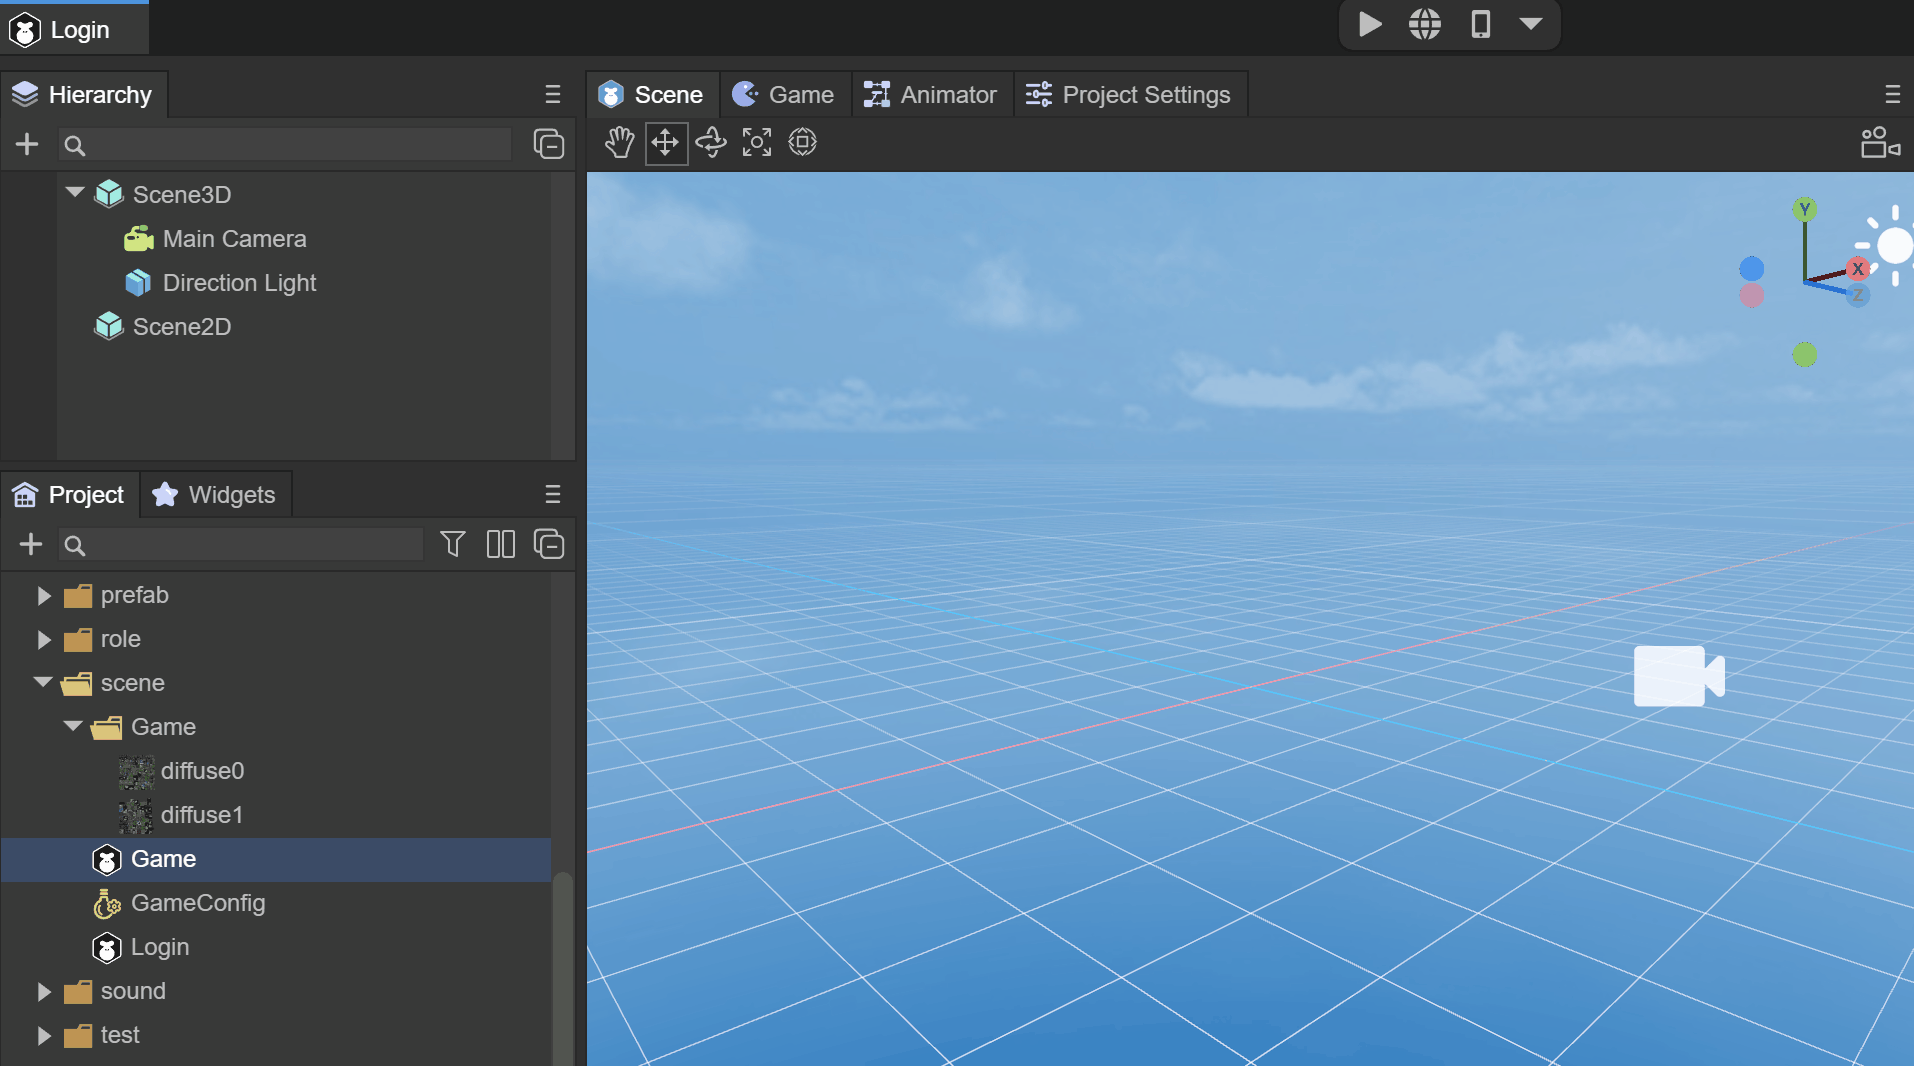 Login
Hierarchy
Scene3D
Main Camera
Direction Light
Scene2D
Project
Widgets
prefab
role
scene
Game
diffuse0
diffuse1
Game
GameConfig
Login
sound
test
Scene
Game
Animator
Project Settings
Y
X
Z